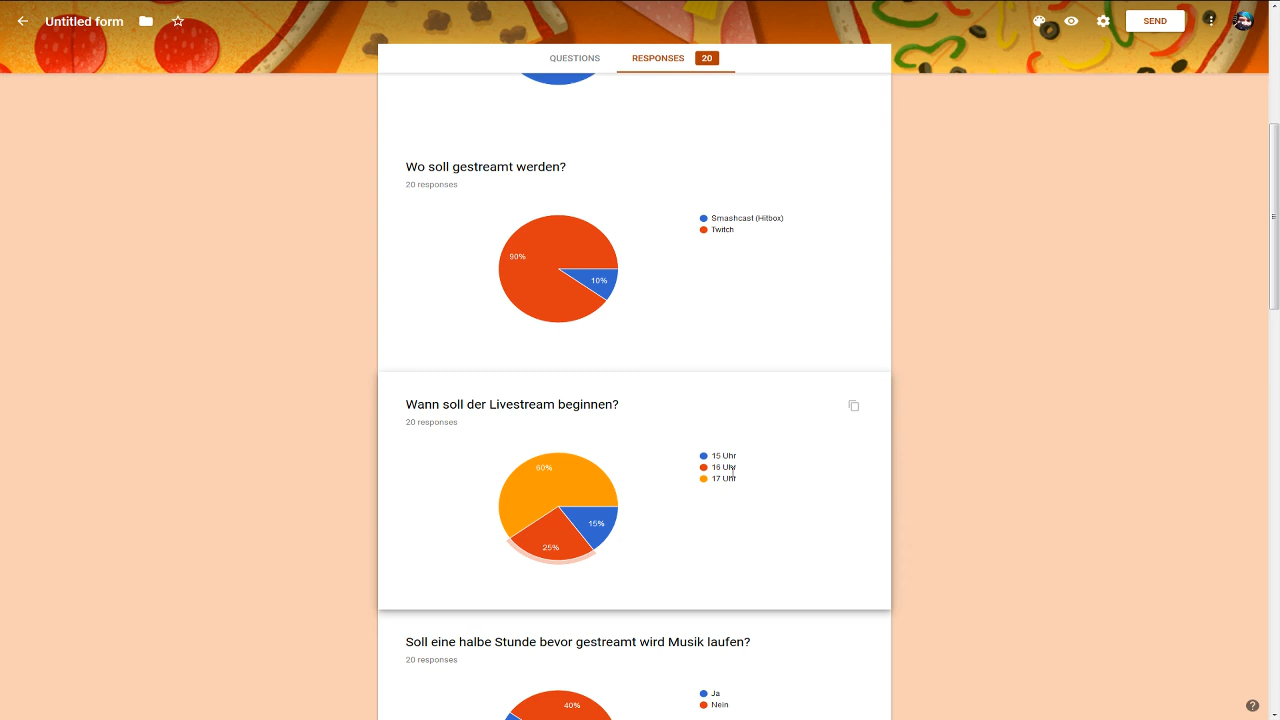 Untitled form
SEND
QUESTIONS
RESPONSES 20
Wo soll gestreamt werden?
20 responses
90%
10%
Smashcast (Hitbox)
Twitch
Wann soll der Livestream beginnen?
20 responses
60%
15%
25%
15 Uhr
16 Uhr
17 Uhr
Soll eine halbe Stunde bevor gestreamt wird Musik laufen?
20 responses
40%
Ja
Nein